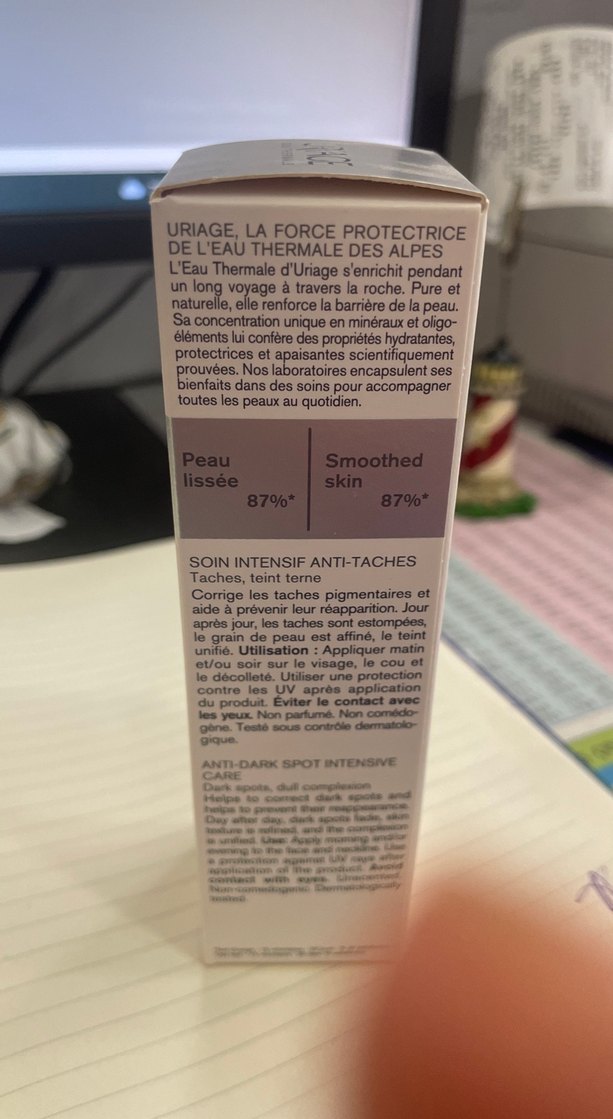 URIAGE, LA FORCE PROTECTRICE
DE L'EAU THERMALE DES ALPES
L'Eau Thermale d'Uriage s'enrichit pendant
un long voyage à travers la roche. Pure et
naturelle, elle renforce la barrière de la peau.
Sa concentration unique en minéraux et oligo-
éléments lui confère des propriétés hydratantes,
protectrices et apaisantes scientifiquement
prouvées. Nos laboratoires encapsulent ses
bienfaits dans des soins pour accompagner
toutes les peaux au quotidien.
Peau
lissée
87%*
Smoothed
skin
87%*
SOIN INTENSIF ANTI-TACHES
Taches, teint terne
Corrige les taches pigmentaires et
aide à prévenir leur réapparition. Jour
après jour, les taches sont estompées,
le grain de peau est affiné, le teint
unifié. Utilisation : Appliquer matin
et/ou soir sur le visage, le cou et
le décolleté. Utiliser une protection
contre les UV après application
du produit. Éviter le contact avec
les yeux. Non parfumé. Non comédo-
gène. Testé sous contrôle dermatolo-
gique.
ANTI-DARK SPOT INTENSIVE
CARE
Dark spots, dull complexion
Helps to correct dark spots and
helps to prevent their reappearance.
Day after day, dark spots fade, skin
texture is refined, and the complexion
is unified. Use: Apply morning and/or
evening to the face and neckline. Use
a protection against UV rays after
application of the product. Avoid
contact with eyes. Unscented.
Non-comedogenic. Dermatologically
tested.